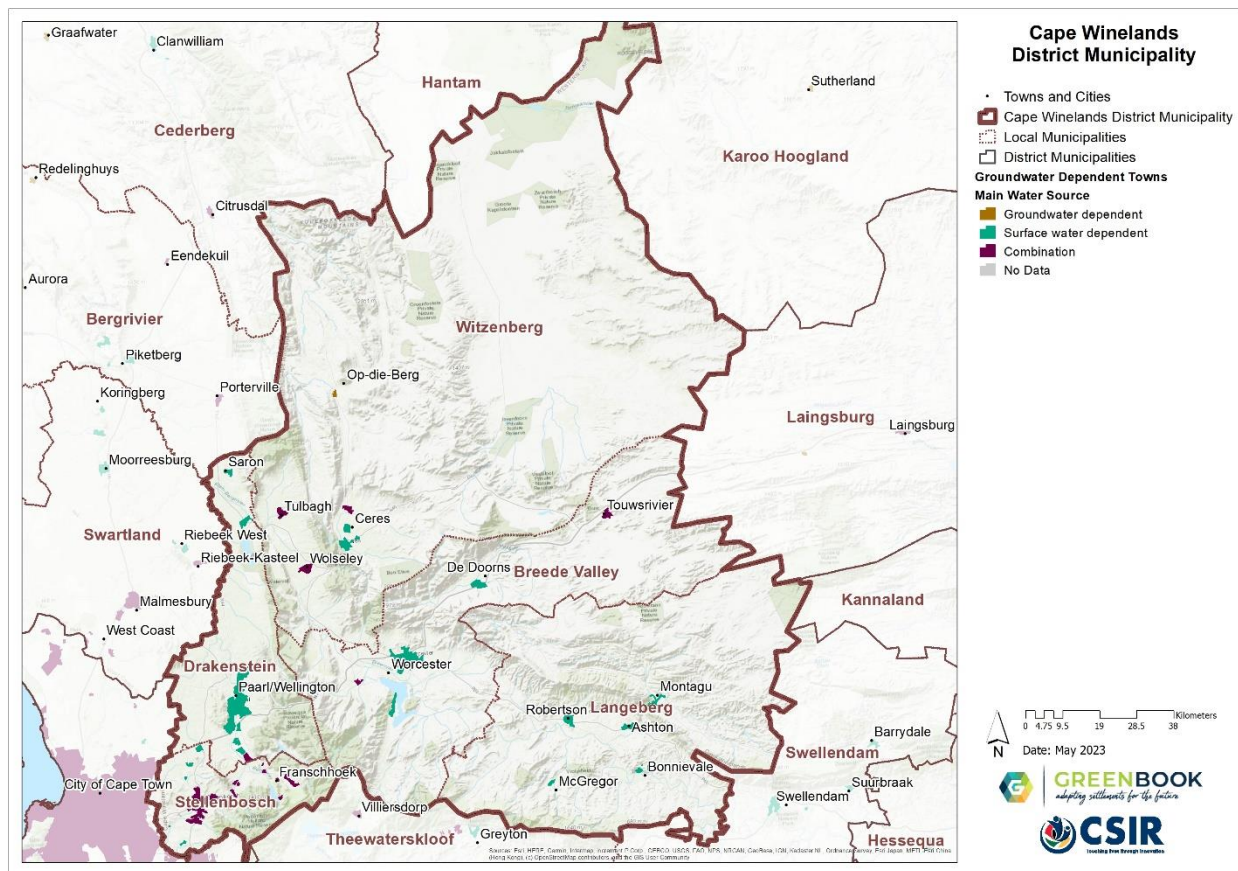 Cape Winelands
District Municipality
Towns and Cities
Cape Winelands District Municipality
Local Municipalities
District Municipalities
Groundwater Dependent Towns
Main Water Source
Groundwater dependent
Surface water dependent
Combination
No Data
Graafwater
Clanwilliam
Hantam
Sutherland
Cederberg
Karoo Hoogland
Redelinghuys
Citrusdal
Eendekuil
Aurora
Bergrivier
Witzenberg
Piketberg
Op-die-Berg
Koringberg
Porterville
Laingsburg
Laingsburg
Moorreesburg
Saron
Tulbagh
Touwsrivier
Ceres
Swartland
Riebeek West
Riebeek-Kasteel
Wolseley
De Doorns
Breede Valley
Malmesbury
Kannaland
West Coast
Drakenstein
Worcester
Paarl/Wellington
Montagu
Robertson
Langeberg
Ashton
Barrydale
Swellendam
Bonnievale
Franschhoek
City of Cape Town
McGregor
Suurbraak
Stellenbosch
Swellendam
Villiersdorp
Theewaterskloof
Greyton
Hessequa
Kilometers
0 4.75 9.5 19 28.5 38
N
Date: May 2023
GREENBOOK
adapting settlements for the future
CSIR
Touching lives through innovation